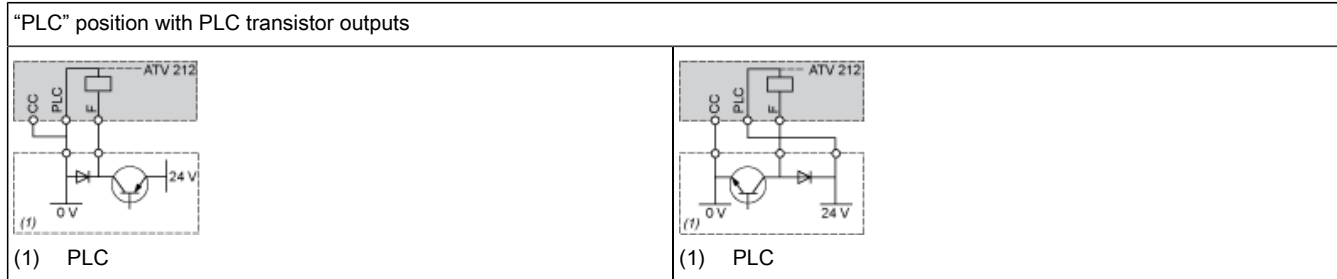 “PLC” position with PLC transistor outputs
ATV 212
CC
PLC
F
24 V
0 V
(1)
(1) PLC
ATV 212
CC
PLC
F
0 V
24 V
(1)
(1) PLC